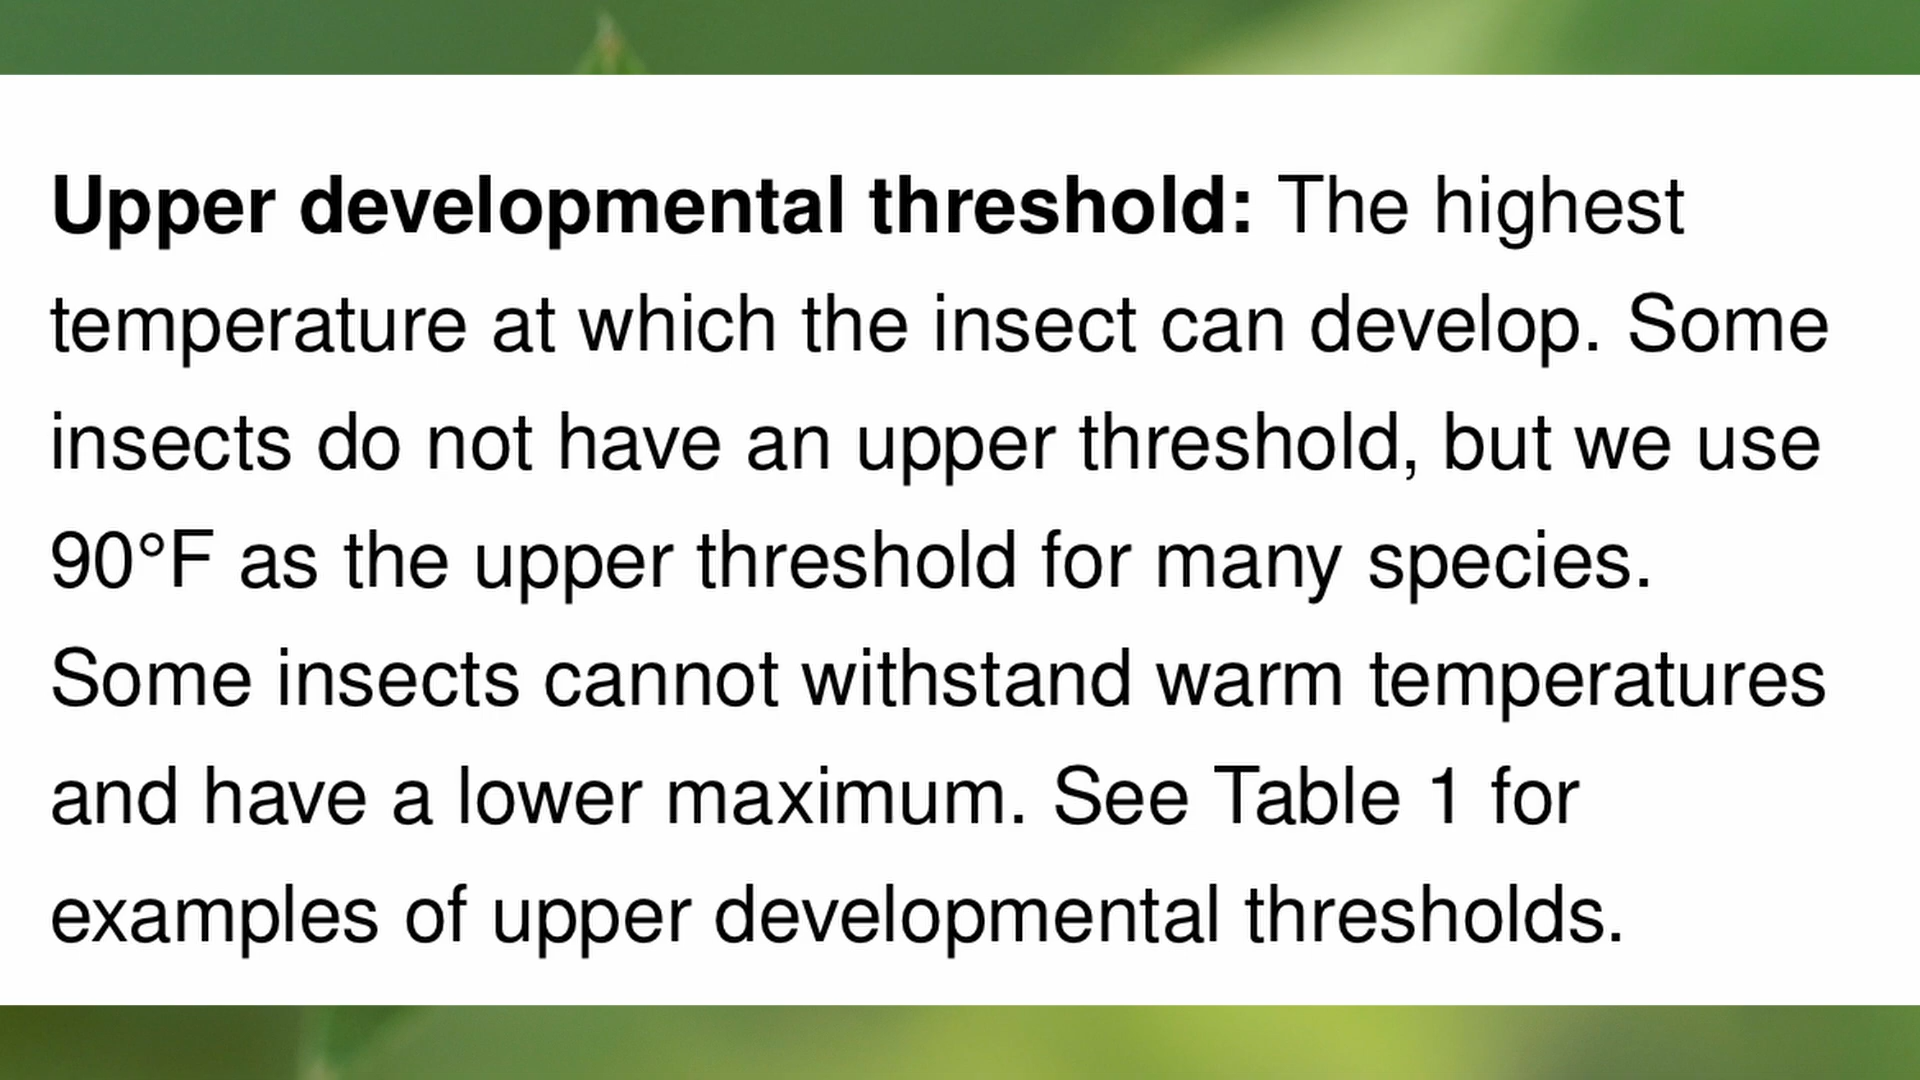 Upper developmental threshold: The highest
temperature at which the insect can develop. Some
insects do not have an upper threshold, but we use
90°F as the upper threshold for many species.
Some insects cannot withstand warm temperatures
and have a lower maximum. See Table 1 for
examples of upper developmental thresholds.